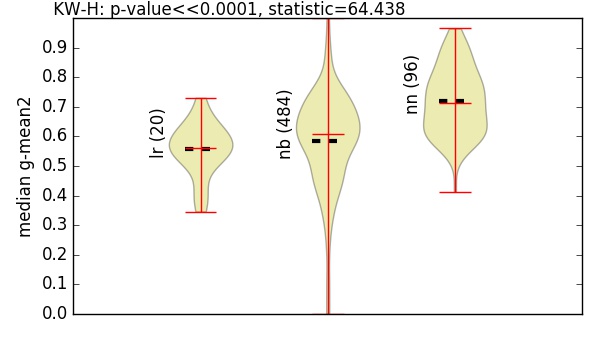 KW-H: p-value<<0.0001, statistic=64.438
median g-mean2
0.9
0.8
0.7
0.6
0.5
0.4
0.3
0.2
0.1
0.0
lr (20)
nb (484)
nn (96)